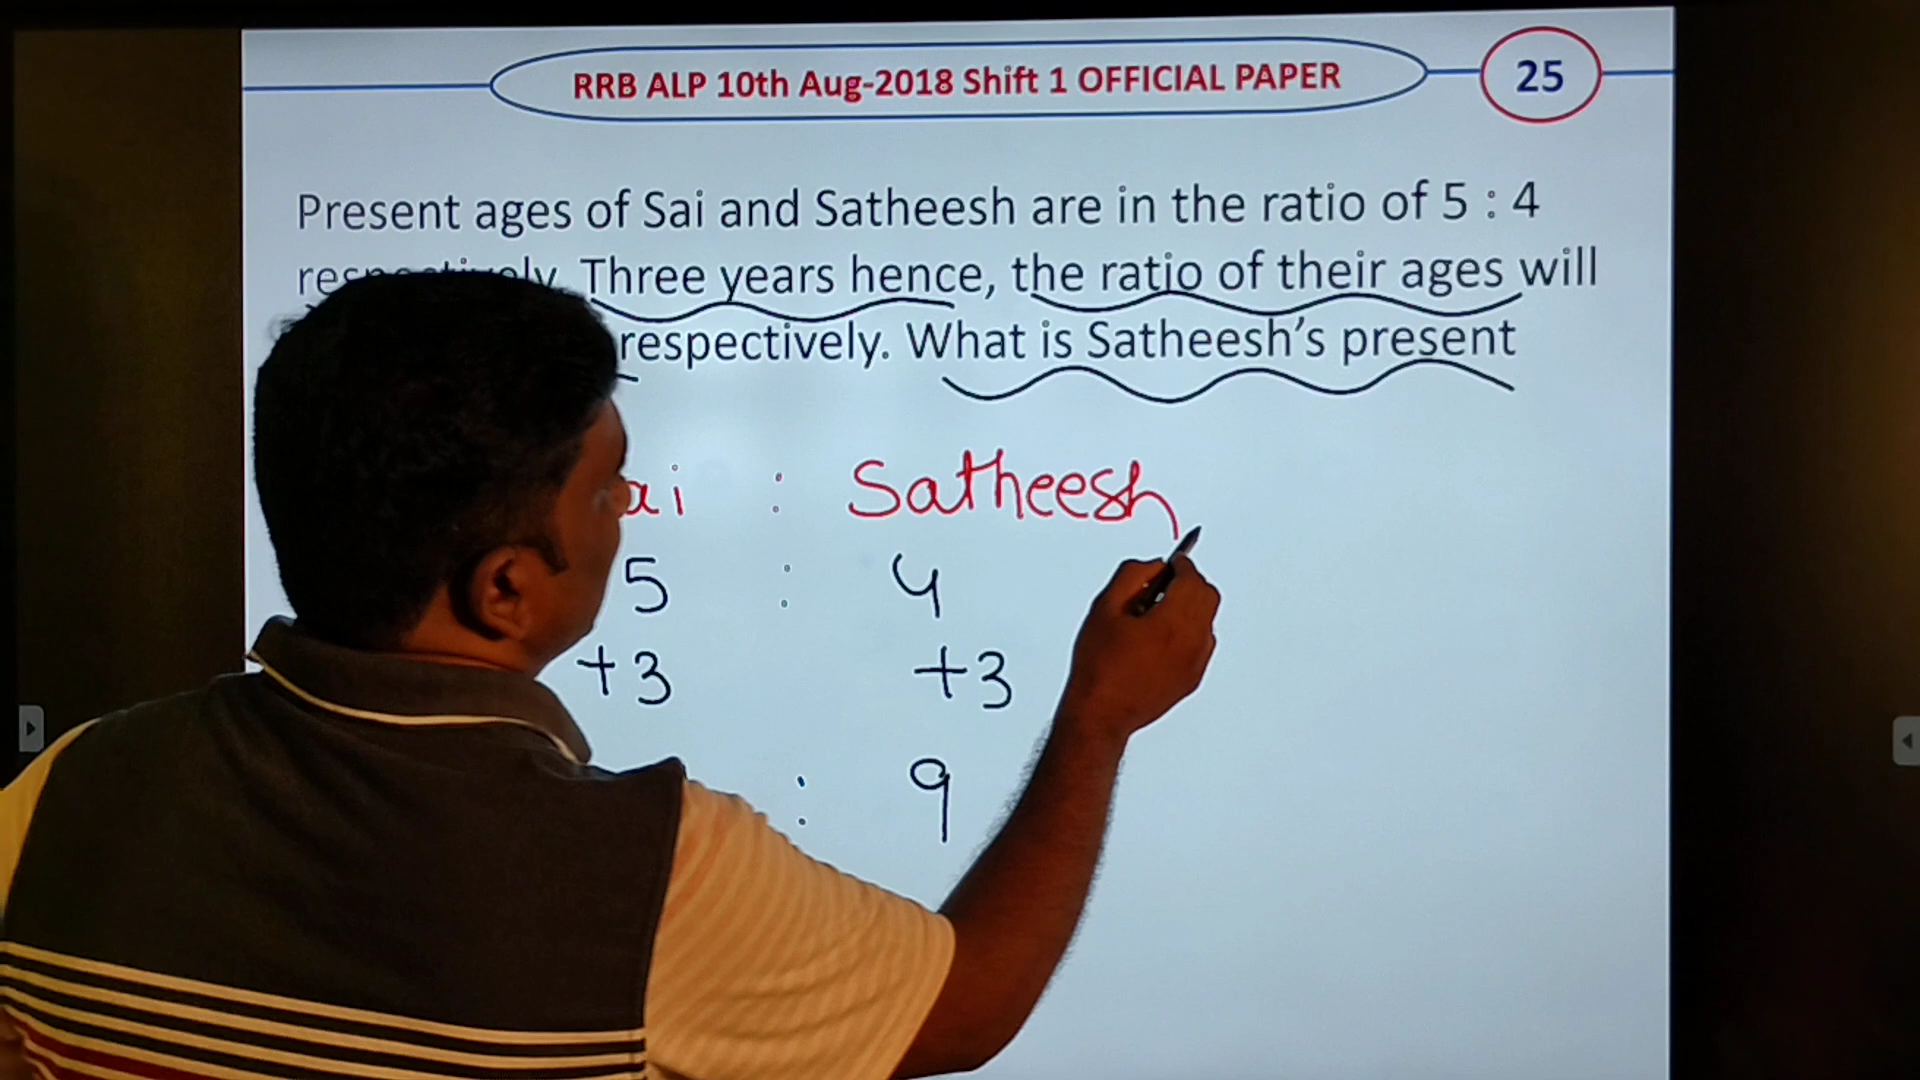 RRB ALP 10th Aug-2018 Shift 1 OFFICIAL PAPER 25
Present ages of Sai and Satheesh are in the ratio of 5 : 4
Three years hence, the ratio of their ages will
respectively. What is Satheesh's present
ai : Satheesh
5 : 4
+3 +3
: 9